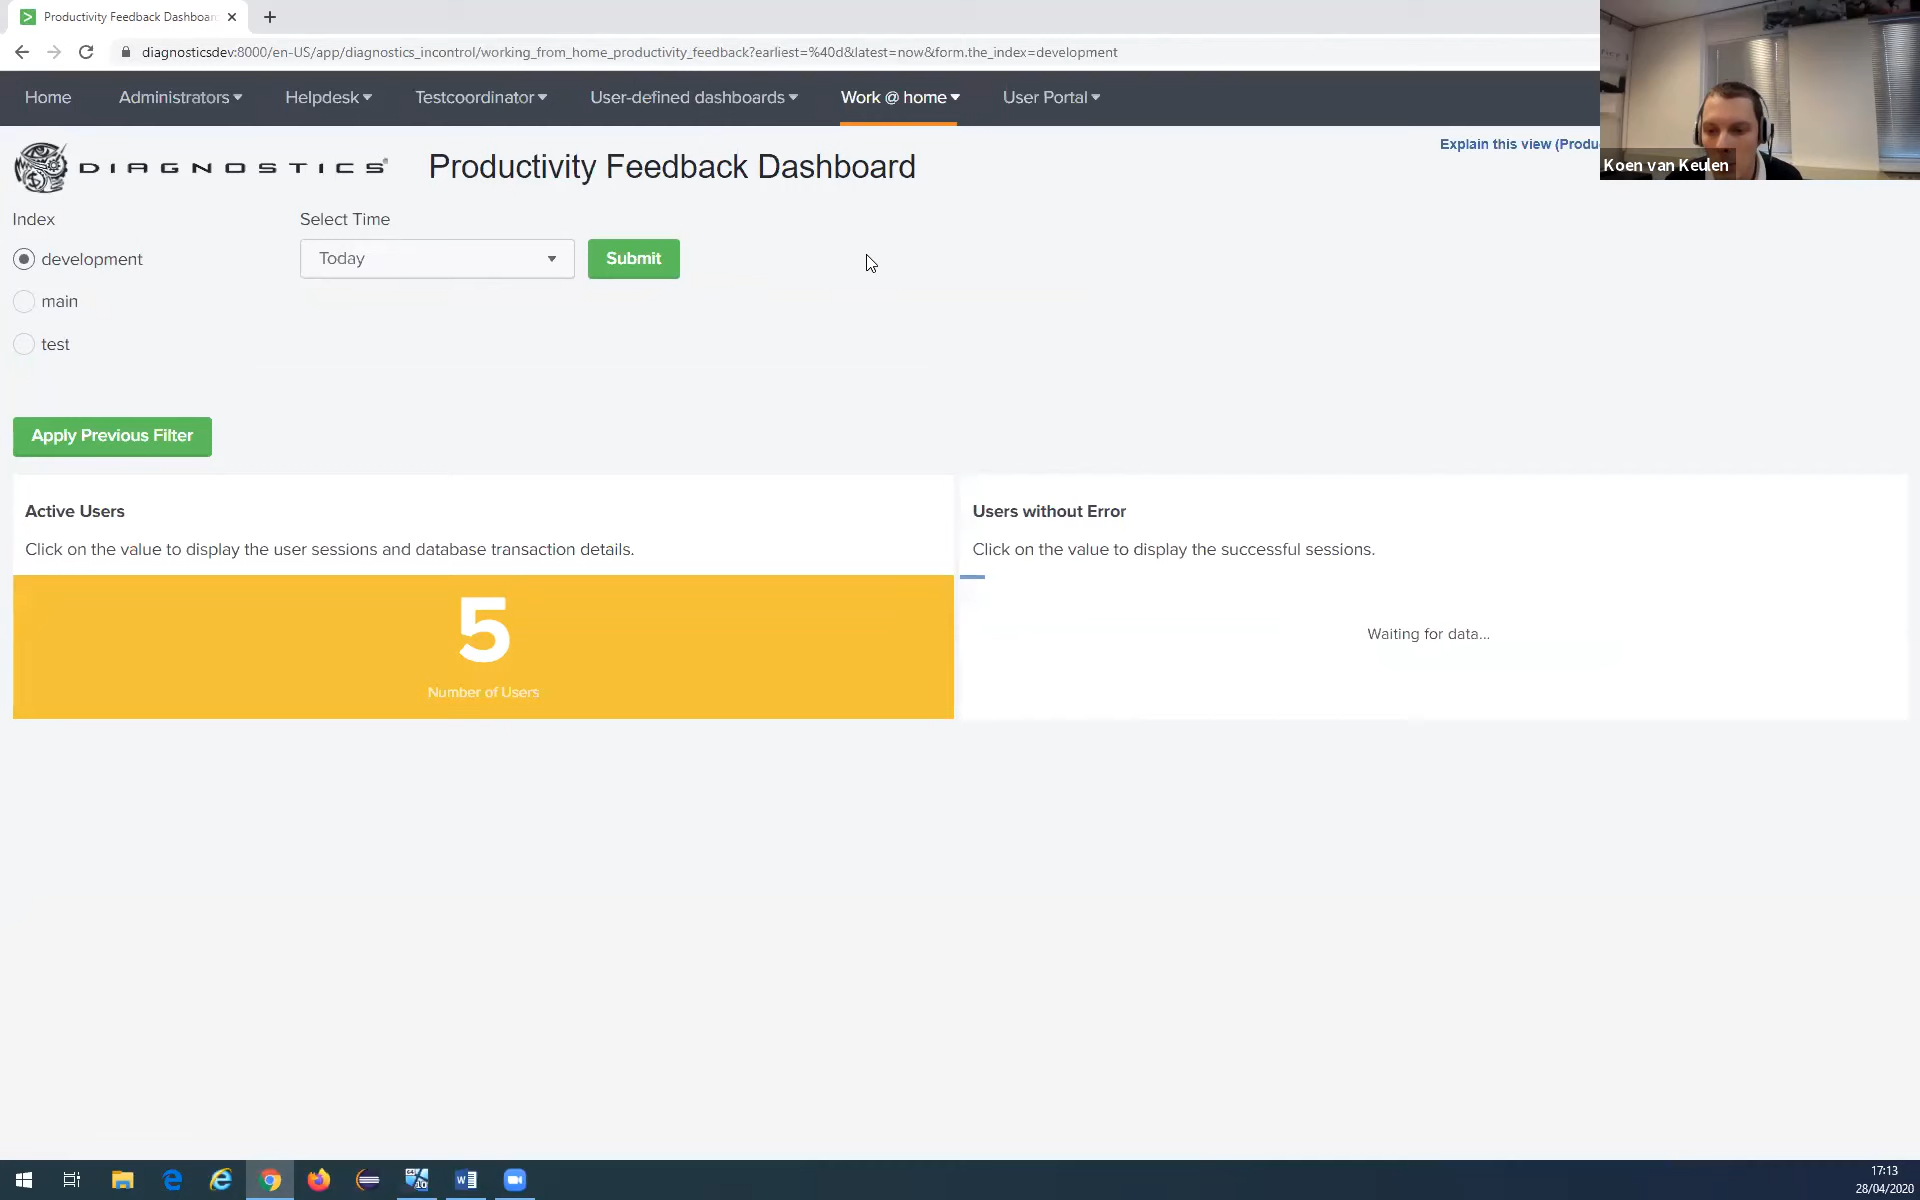 Productivity Feedback Dashboar
diagnosticsdev:8000/en-US/app/diagnostics_incontrol/working_from_home_productivity_feedback?earliest=%40d&latest=now&form.the_index=development
Home Administrators Helpdesk Testcoordinator User-defined dashboards Work @ home User Portal
DIAGNOSTICS® Productivity Feedback Dashboard
Explain this view (Produ
Koen van Keulen
Index
Select Time
development
Today
Submit
main
test
Apply Previous Filter
Active Users
Click on the value to display the user sessions and database transaction details.
5
Number of Users
Users without Error
Click on the value to display the successful sessions.
Waiting for data...
17:13
28/04/2020